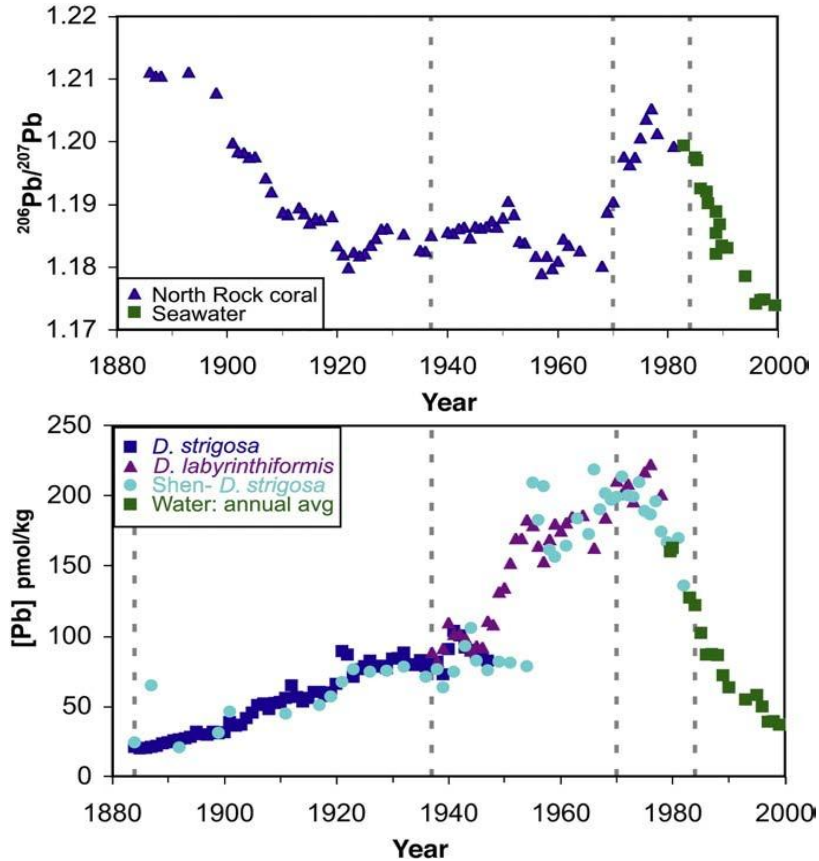 1.22
1.21
1.20
1.19
1.18
1.17
²⁰⁶Pb/²⁰⁷Pb
North Rock coral
Seawater
1880 1900 1920 1940 1960 1980 2000
Year
250
200
150
100
50
0
[Pb] pmol/kg
D. strigosa
D. labyrinthiformis
Shen- D. strigosa
Water: annual avg
1880 1900 1920 1940 1960 1980 2000
Year